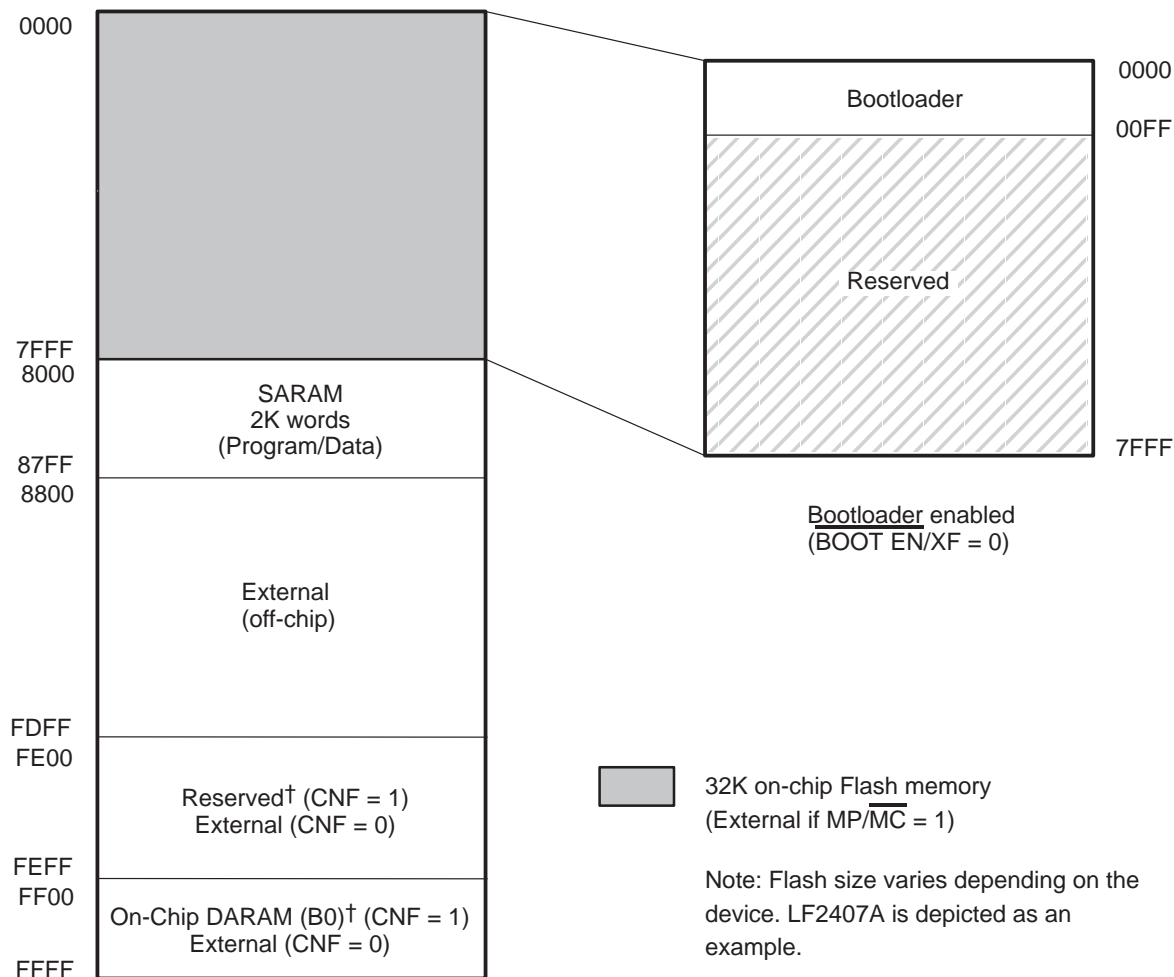 0000
7FFF
8000
SARAM
2K words
(Program/Data)
87FF
8800
External
(off-chip)
FDFF
FE00
Reserved† (CNF = 1)
External (CNF = 0)
FEFF
FF00
On-Chip DARAM (B0)† (CNF = 1)
External (CNF = 0)
FFFF
Bootloader
0000
00FF
Reserved
7FFF
Bootloader enabled
(BOOT EN/XF = 0)
32K on-chip Flash memory
(External if MP/MC = 1)
Note: Flash size varies depending on the
device. LF2407A is depicted as an
example.